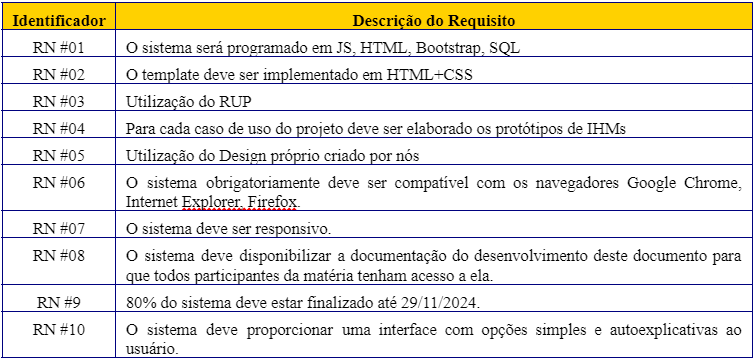 Identificador Descrição do Requisito
RN #01 O sistema será programado em JS, HTML, Bootstrap, SQL
RN #02 O template deve ser implementado em HTML+CSS
RN #03 Utilização do RUP
RN #04 Para cada caso de uso do projeto deve ser elaborado os protótipos de IHMs
RN #05 Utilização do Design próprio criado por nós
RN #06 O sistema obrigatoriamente deve ser compatível com os navegadores Google Chrome,
Internet Explorer, Firefox.
RN #07 O sistema deve ser responsivo.
RN #08 O sistema deve disponibilizar a documentação do desenvolvimento deste documento para
que todos participantes da matéria tenham acesso a ela.
RN #9 80% do sistema deve estar finalizado até 29/11/2024.
RN #10 O sistema deve proporcionar uma interface com opções simples e autoexplicativas ao
usuário.